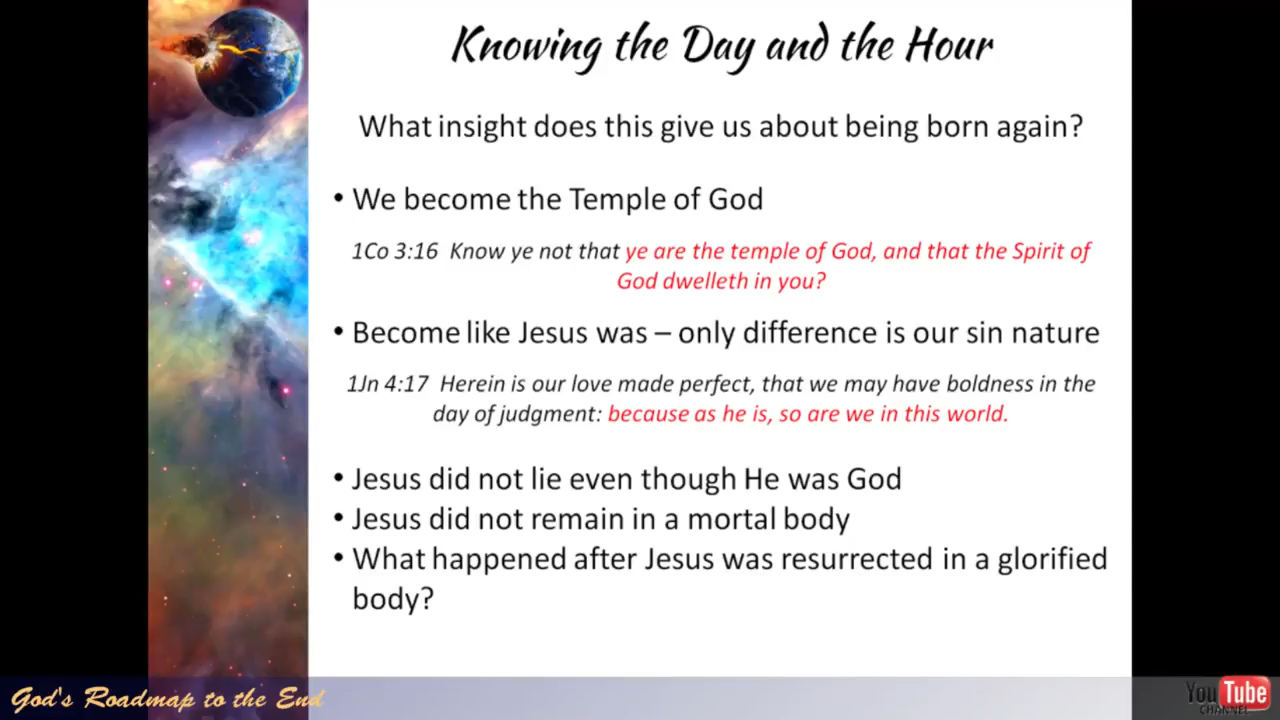 Knowing the Day and the Hour
What insight does this give us about being born again?
• We become the Temple of God
1Co 3:16 Know ye not that ye are the temple of God, and that the Spirit of
God dwelleth in you?
• Become like Jesus was – only difference is our sin nature
1Jn 4:17 Herein is our love made perfect, that we may have boldness in the
day of judgment: because as he is, so are we in this world.
• Jesus did not lie even though He was God
• Jesus did not remain in a mortal body
• What happened after Jesus was resurrected in a glorified
body?
God's Roadmap to the End
YouTube
CHANNEL